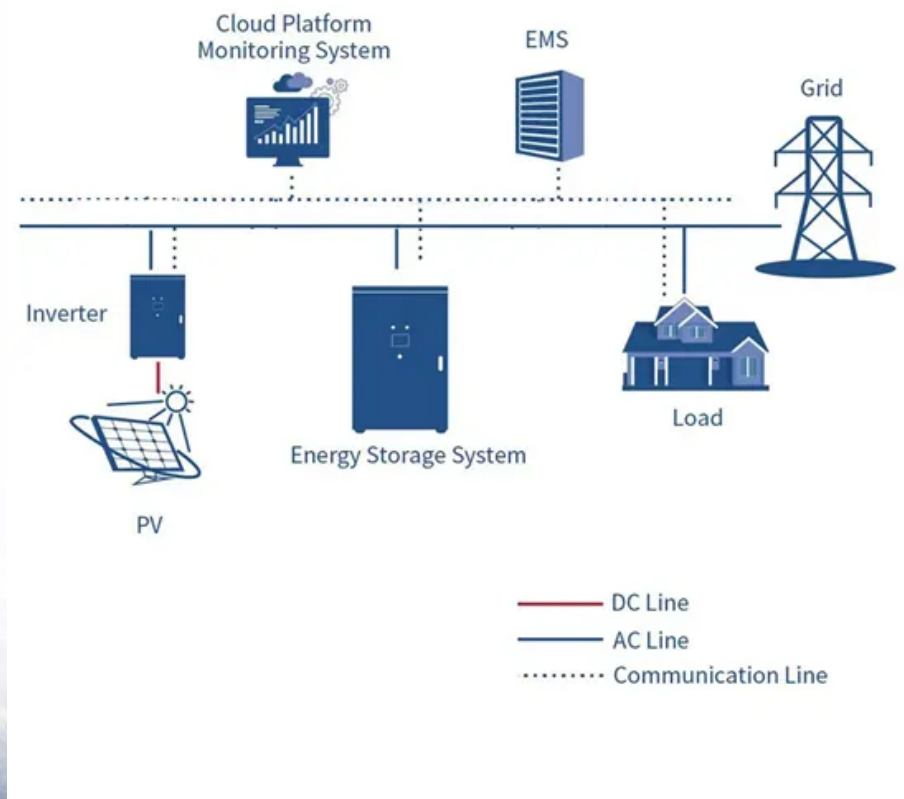 Cloud Platform
Monitoring System
EMS
Grid
Inverter
Energy Storage System
Load
PV
DC Line
AC Line
Communication Line